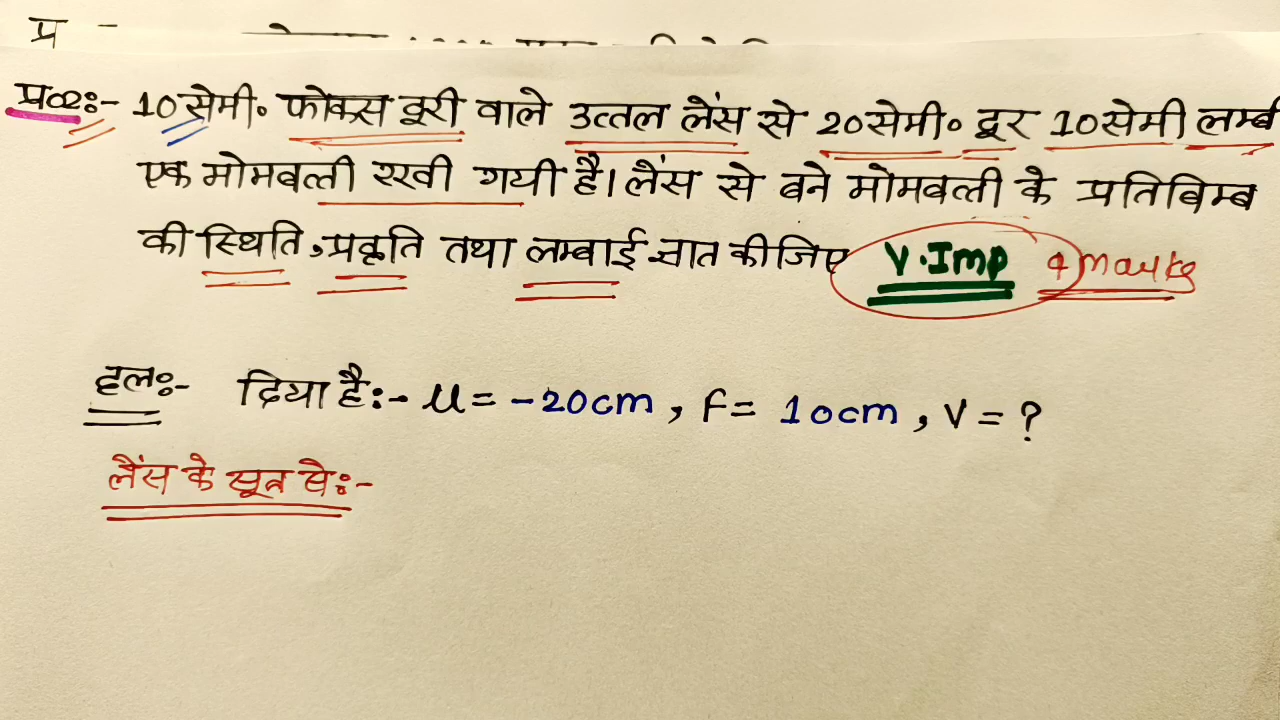 प्र -
प्र०२ः- 10 सेमी० फोकस दूरी वाले उत्तल लेंस से 20 सेमी० दूर 10 सेमी लम्बी
एक मोमबत्ती रखी गयी है। लेंस से बने मोमबत्ती के प्रतिबिम्ब
की स्थिति, प्रकृति तथा लम्बाई ज्ञात कीजिए V.Imp 4 marks
हलः- दिया हैः- u = -20cm, f = 10cm, v = ?
लेंस के सूत्र सेः-